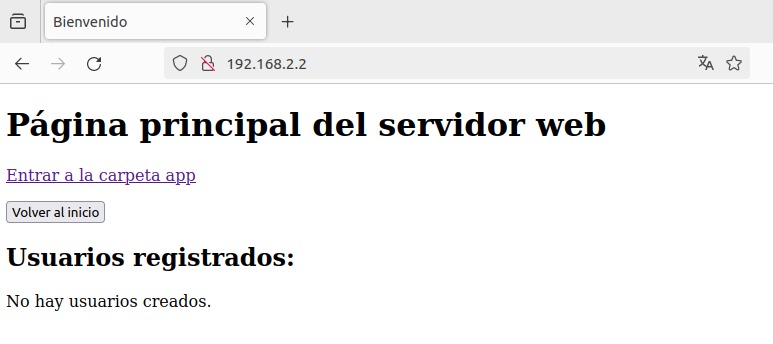 Bienvenido
192.168.2.2
Página principal del servidor web
Entrar a la carpeta app
Volver al inicio
Usuarios registrados:
No hay usuarios creados.